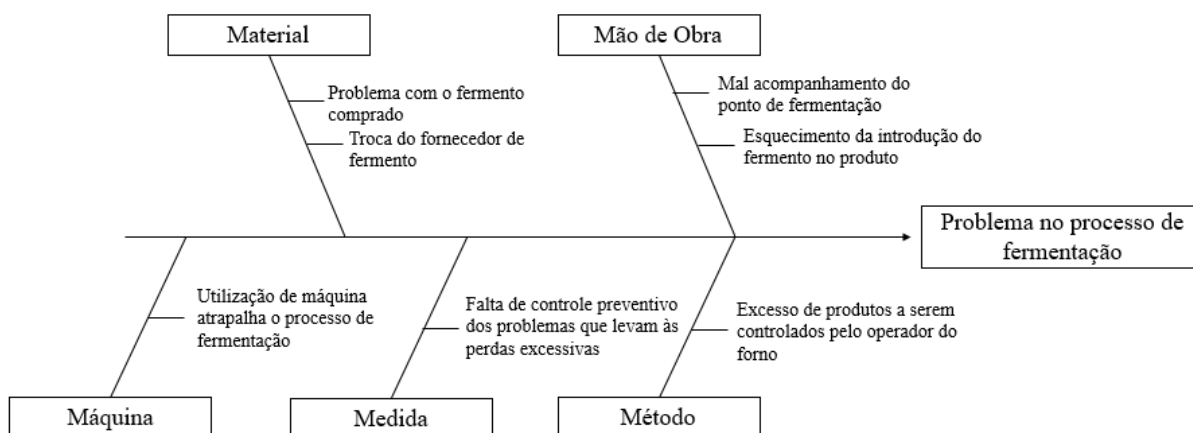 Material
Mão de Obra
Problema com o fermento
comprado
Troca do fornecedor de
fermento
Mal acompanhamento do
ponto de fermentação
Esquecimento da introdução do
fermento no produto
Problema no processo de
fermentação
Utilização de máquina
atrapalha o processo de
fermentação
Falta de controle preventivo
dos problemas que levam às
perdas excessivas
Excesso de produtos a serem
controlados pelo operador do
forno
Máquina
Medida
Método